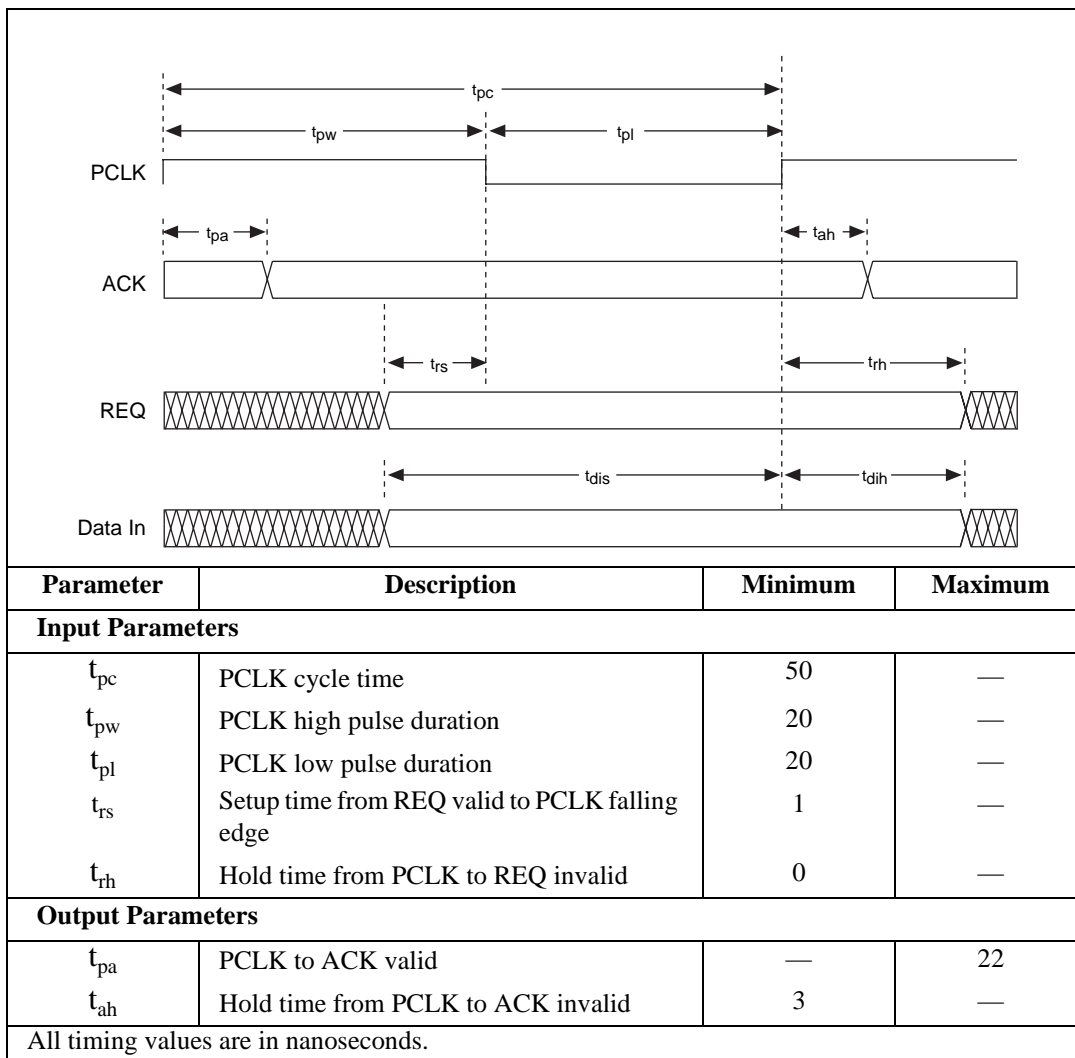 tpc
tpw tpl
PCLK
tpa tah
ACK
trs trh
REQ
tdis tdih
Data In
Parameter Description Minimum Maximum
Input Parameters
tpc PCLK cycle time 50 —
tpw PCLK high pulse duration 20 —
tpl PCLK low pulse duration 20 —
trs Setup time from REQ valid to PCLK falling 1 —
edge
trh Hold time from PCLK to REQ invalid 0 —
Output Parameters
tpa PCLK to ACK valid — 22
tah Hold time from PCLK to ACK invalid 3 —
All timing values are in nanoseconds.